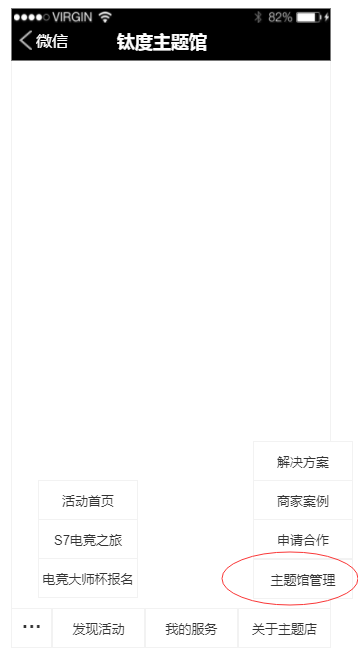 VIRGIN 82%
微信 钛度主题馆
解决方案
活动首页 商家案例
S7电竞之旅 申请合作
电竞大师杯报名 主题馆管理
... 发现活动 我的服务 关于主题店